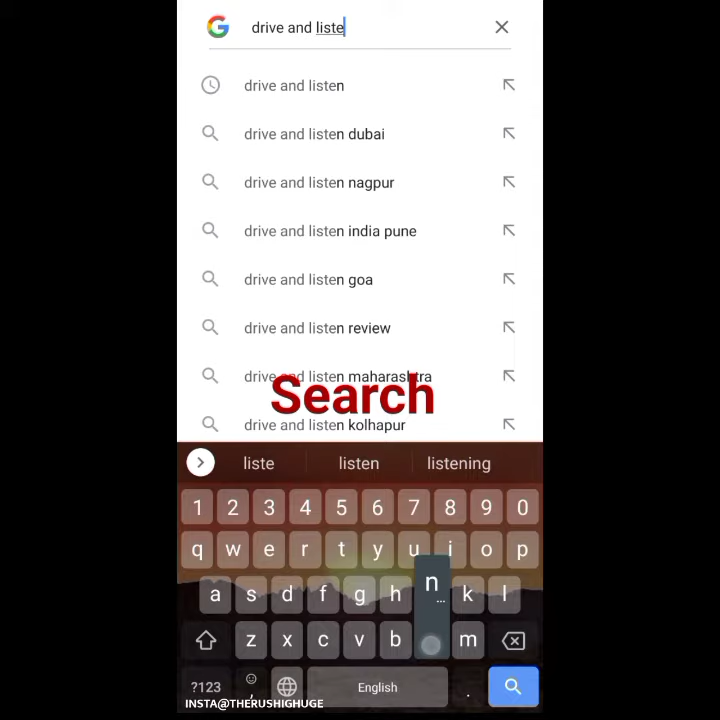 drive and liste
drive and listen
drive and listen dubai
drive and listen nagpur
drive and listen india pune
drive and listen goa
drive and listen review
drive and listen maharashtra
Search
drive and listen kolhapur
liste listen listening
1 2 3 4 5 6 7 8 9 0
q w e r t y u i o p
a s d f g h k l
n
z x c v b m
?123 , English .
INSTA@THERUSHIGHUGE